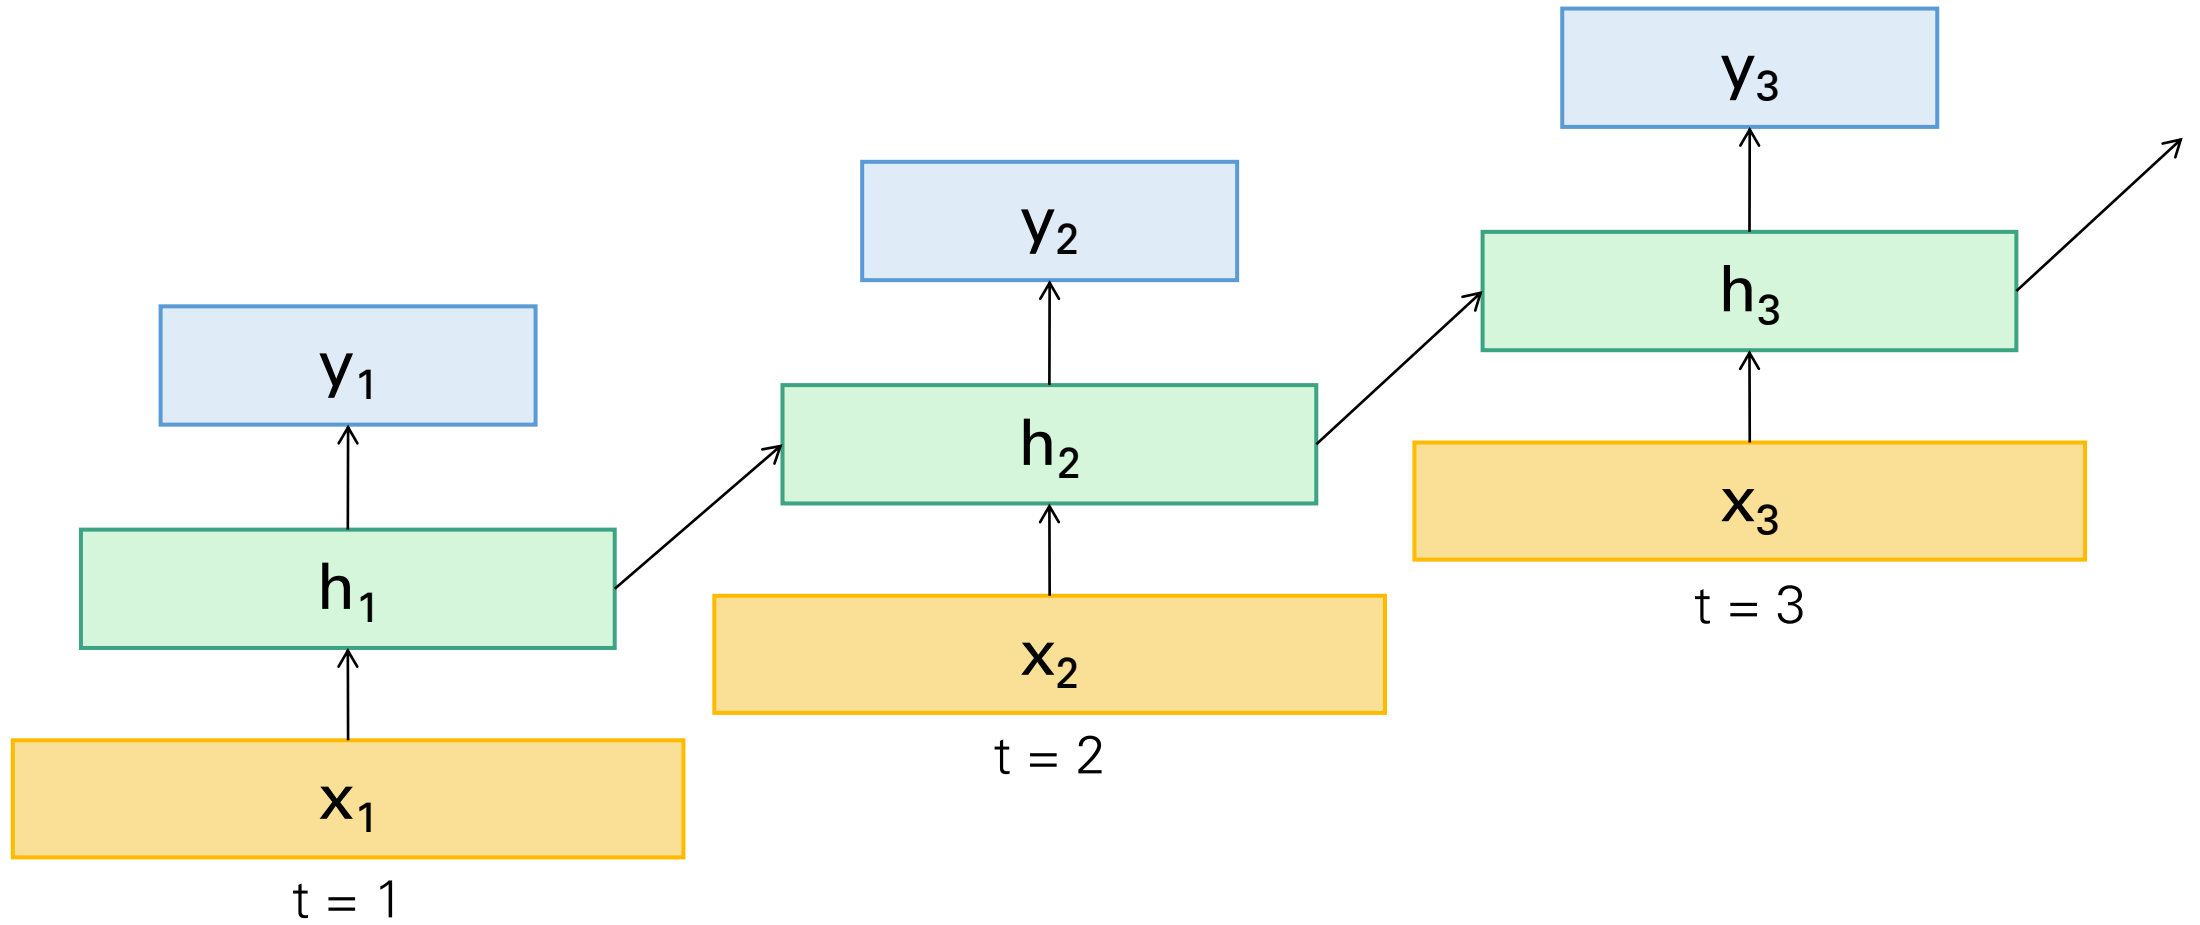 y₁
h₁
x₁
t = 1
y₂
h₂
x₂
t = 2
y₃
h₃
x₃
t = 3